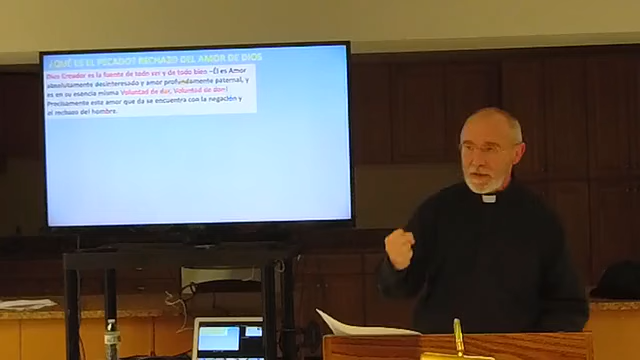 ¿QUÉ ES EL PECADO? RECHAZO DEL AMOR DE DIOS
Dios Creador es la fuente de todo ser y de todo bien –Él es Amor
absolutamente desinteresado y amor profundamente paternal, y
es en su esencia misma Voluntad de dar, Voluntad de don!
Precisamente este amor que da se encuentra con la negación y
el rechazo del hombre.